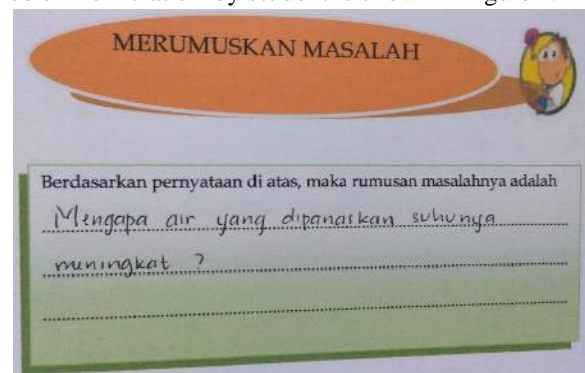 MERUMUSKAN MASALAH
Berdasarkan pernyataan di atas, maka rumusan masalahnya adalah
Mengapa air yang dipanaskan suhunya
meningkat ?